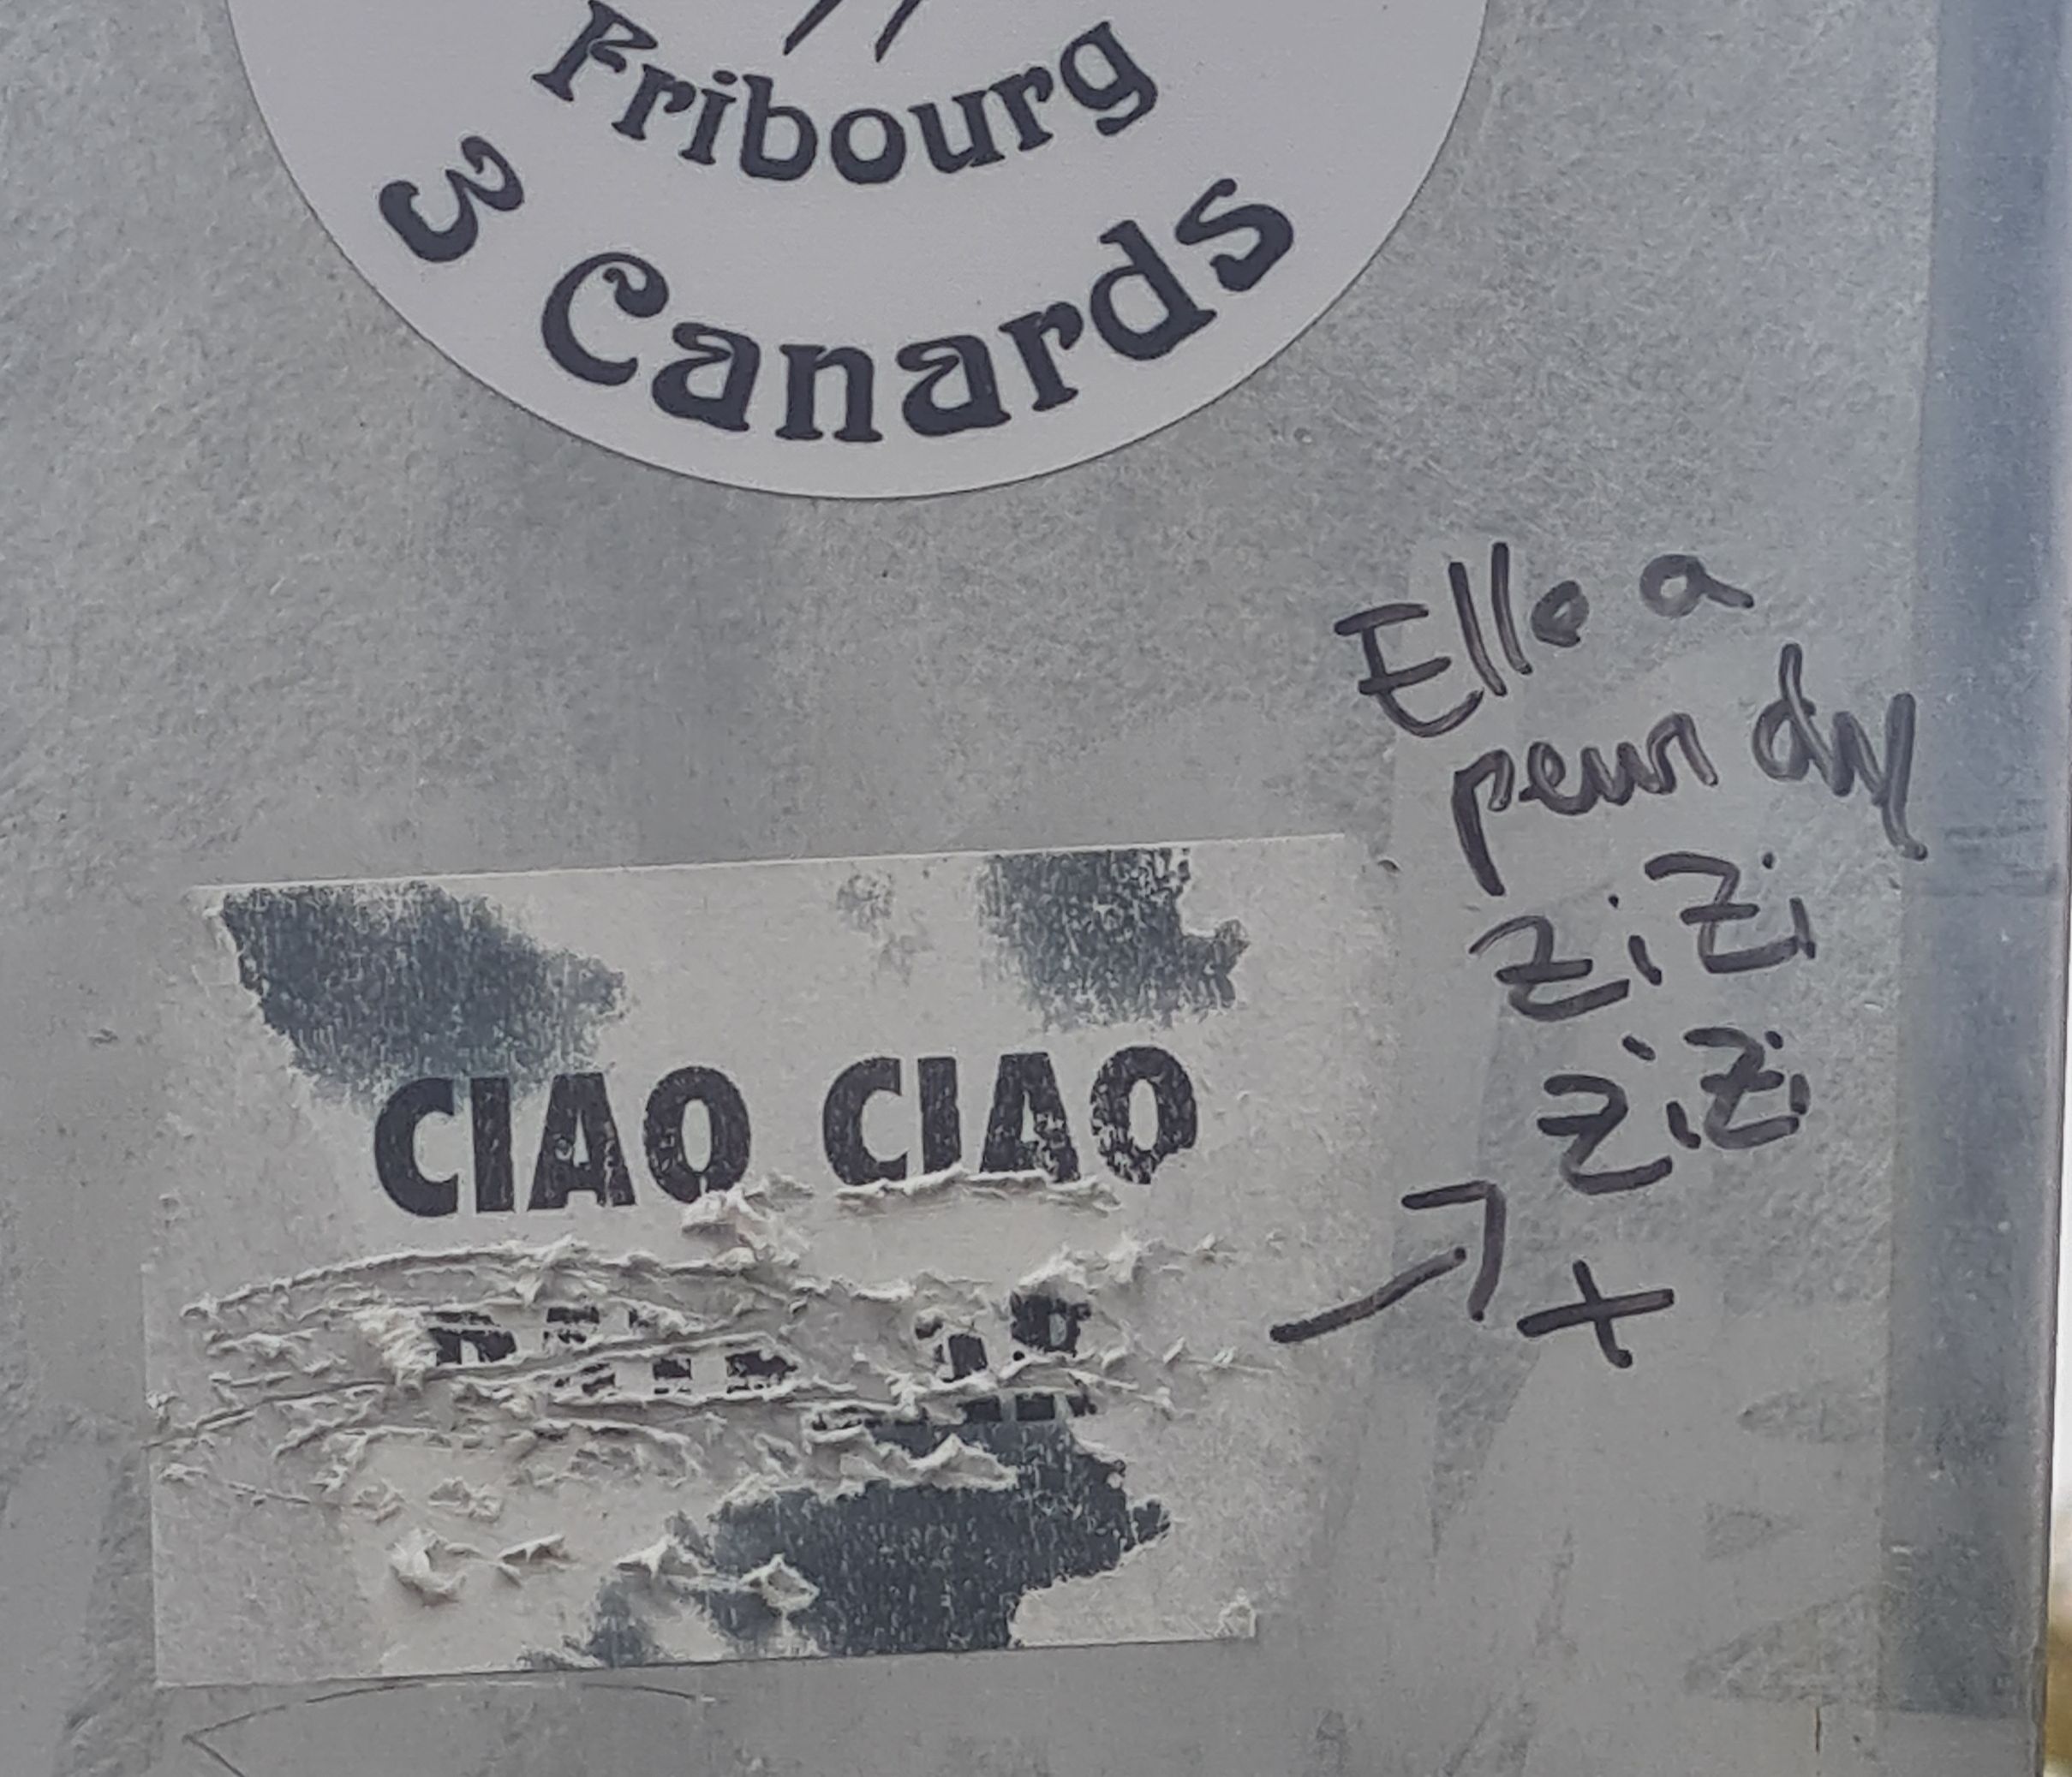 Fribourg
3 Canards
Elle a
peur du
zizi
zizi
CIAO CIAO